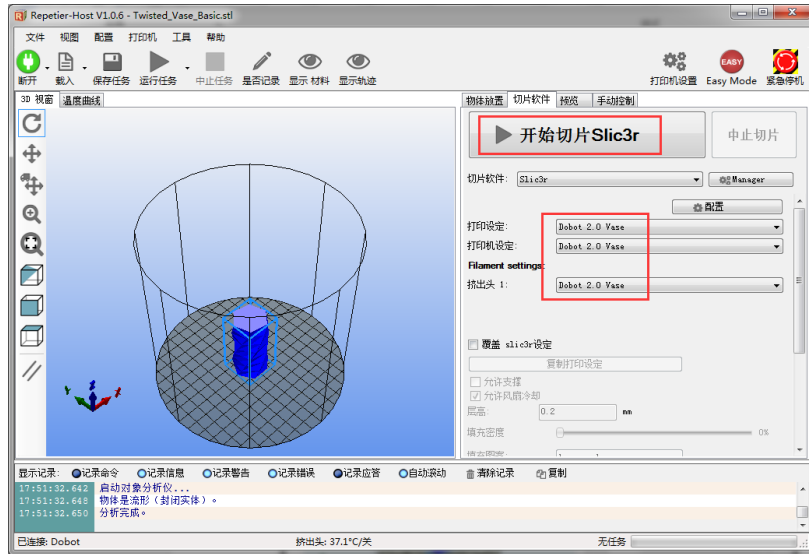 Repetier-Host V1.0.6 - Twisted_Vase_Basic.stl
文件 视图 配置 打印机 工具 帮助
断开 载入 保存任务 运行任务 中止任务 是否记录 显示 材料 显示轨迹 打印机设置 Easy Mode 紧急停机
EASY
3D 视窗 温度曲线
物体放置 切片软件 预览 手动控制
开始切片Slic3r
中止切片
切片软件: Slic3r Manager
配置
打印设定: Dobot 2.0 Vase
打印机设定: Dobot 2.0 Vase
Filament settings:
挤出头 1: Dobot 2.0 Vase
覆盖 slic3r设定
复制打印设定
允许支撑
允许风扇冷却
层高: 0.2 mm
填充密度 0%
填充图案:
显示记录: 记录命令 记录信息 记录警告 记录错误 记录应答 自动滚动 清除记录 复制
17:51:32.642 启动对象分析仪...
17:51:32.648 物体是流形（封闭实体）。
17:51:32.650 分析完成。
已连接: Dobot 挤出头: 37.1°C/关 无任务